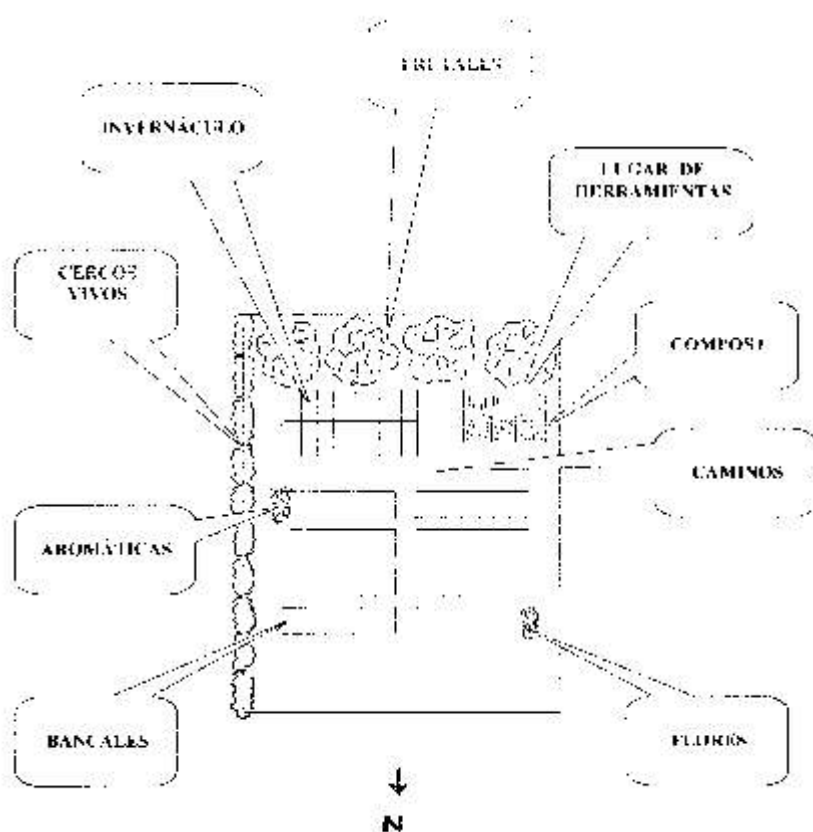 FRUTALES
INVERNÁCULO
LUGAR DE
HERRAMIENTAS
CERCOS
VIVOS
COMPOST
CAMINOS
AROMÁTICAS
BANCALES
FLORES
N